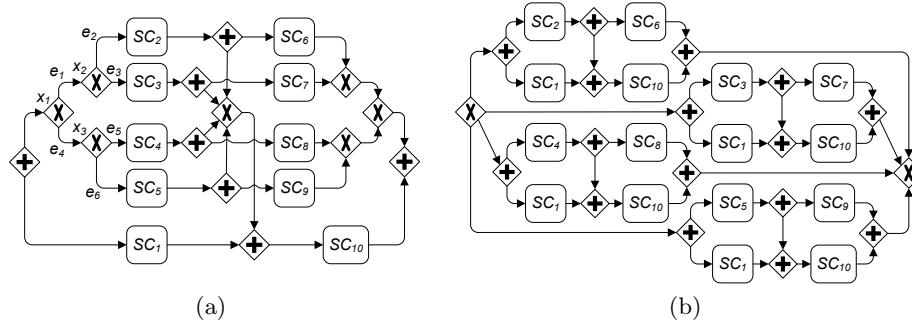 e2 SC2 SC6
e1 x2 e3 SC3 SC7
x1
x3 e5 SC4 SC8
e4
e6 SC5 SC9
SC1 SC10
(a)
SC2 SC6
SC1 SC10
SC3 SC7
SC1 SC10
SC4 SC8
SC1 SC10
SC5 SC9
SC1 SC10
(b)